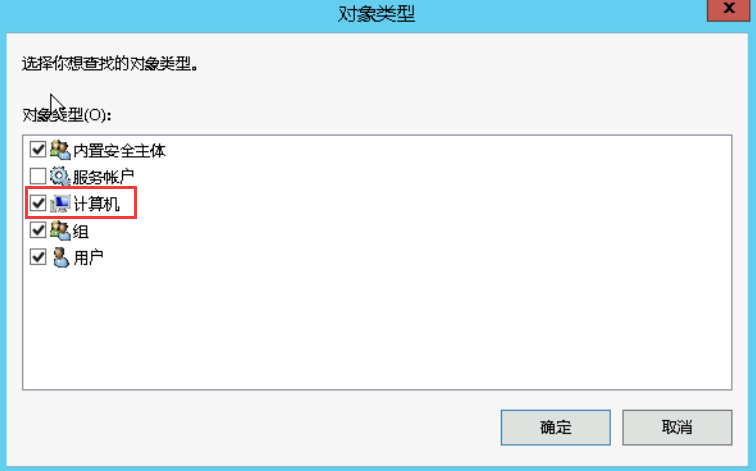 对象类型
x
选择你想查找的对象类型。
对象类型(O):
内置安全主体
服务帐户
计算机
组
用户
确定
取消